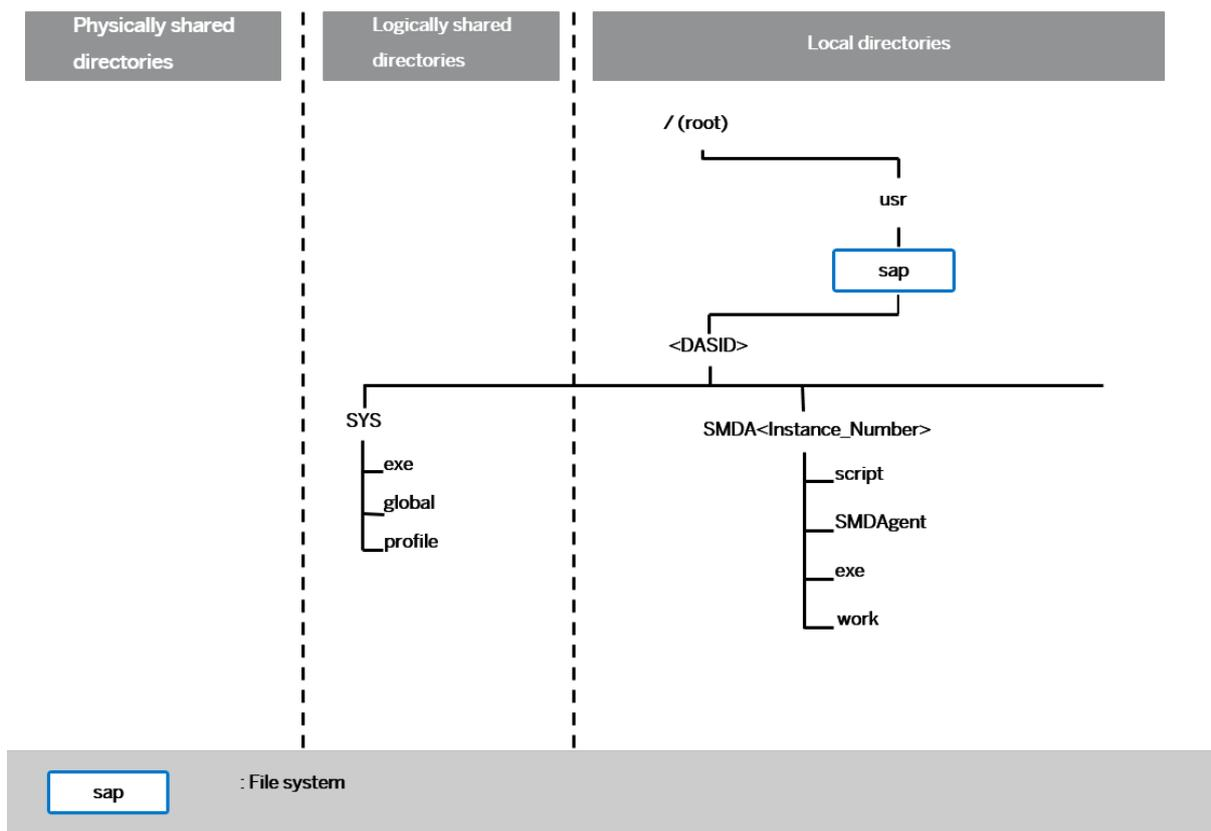 Physically shared
directories
Logically shared
directories
Local directories
/ (root)
usr
sap
<DASID>
SYS
exe
global
profile
SMDA<Instance_Number>
script
SMDAgent
exe
work
sap
: File system